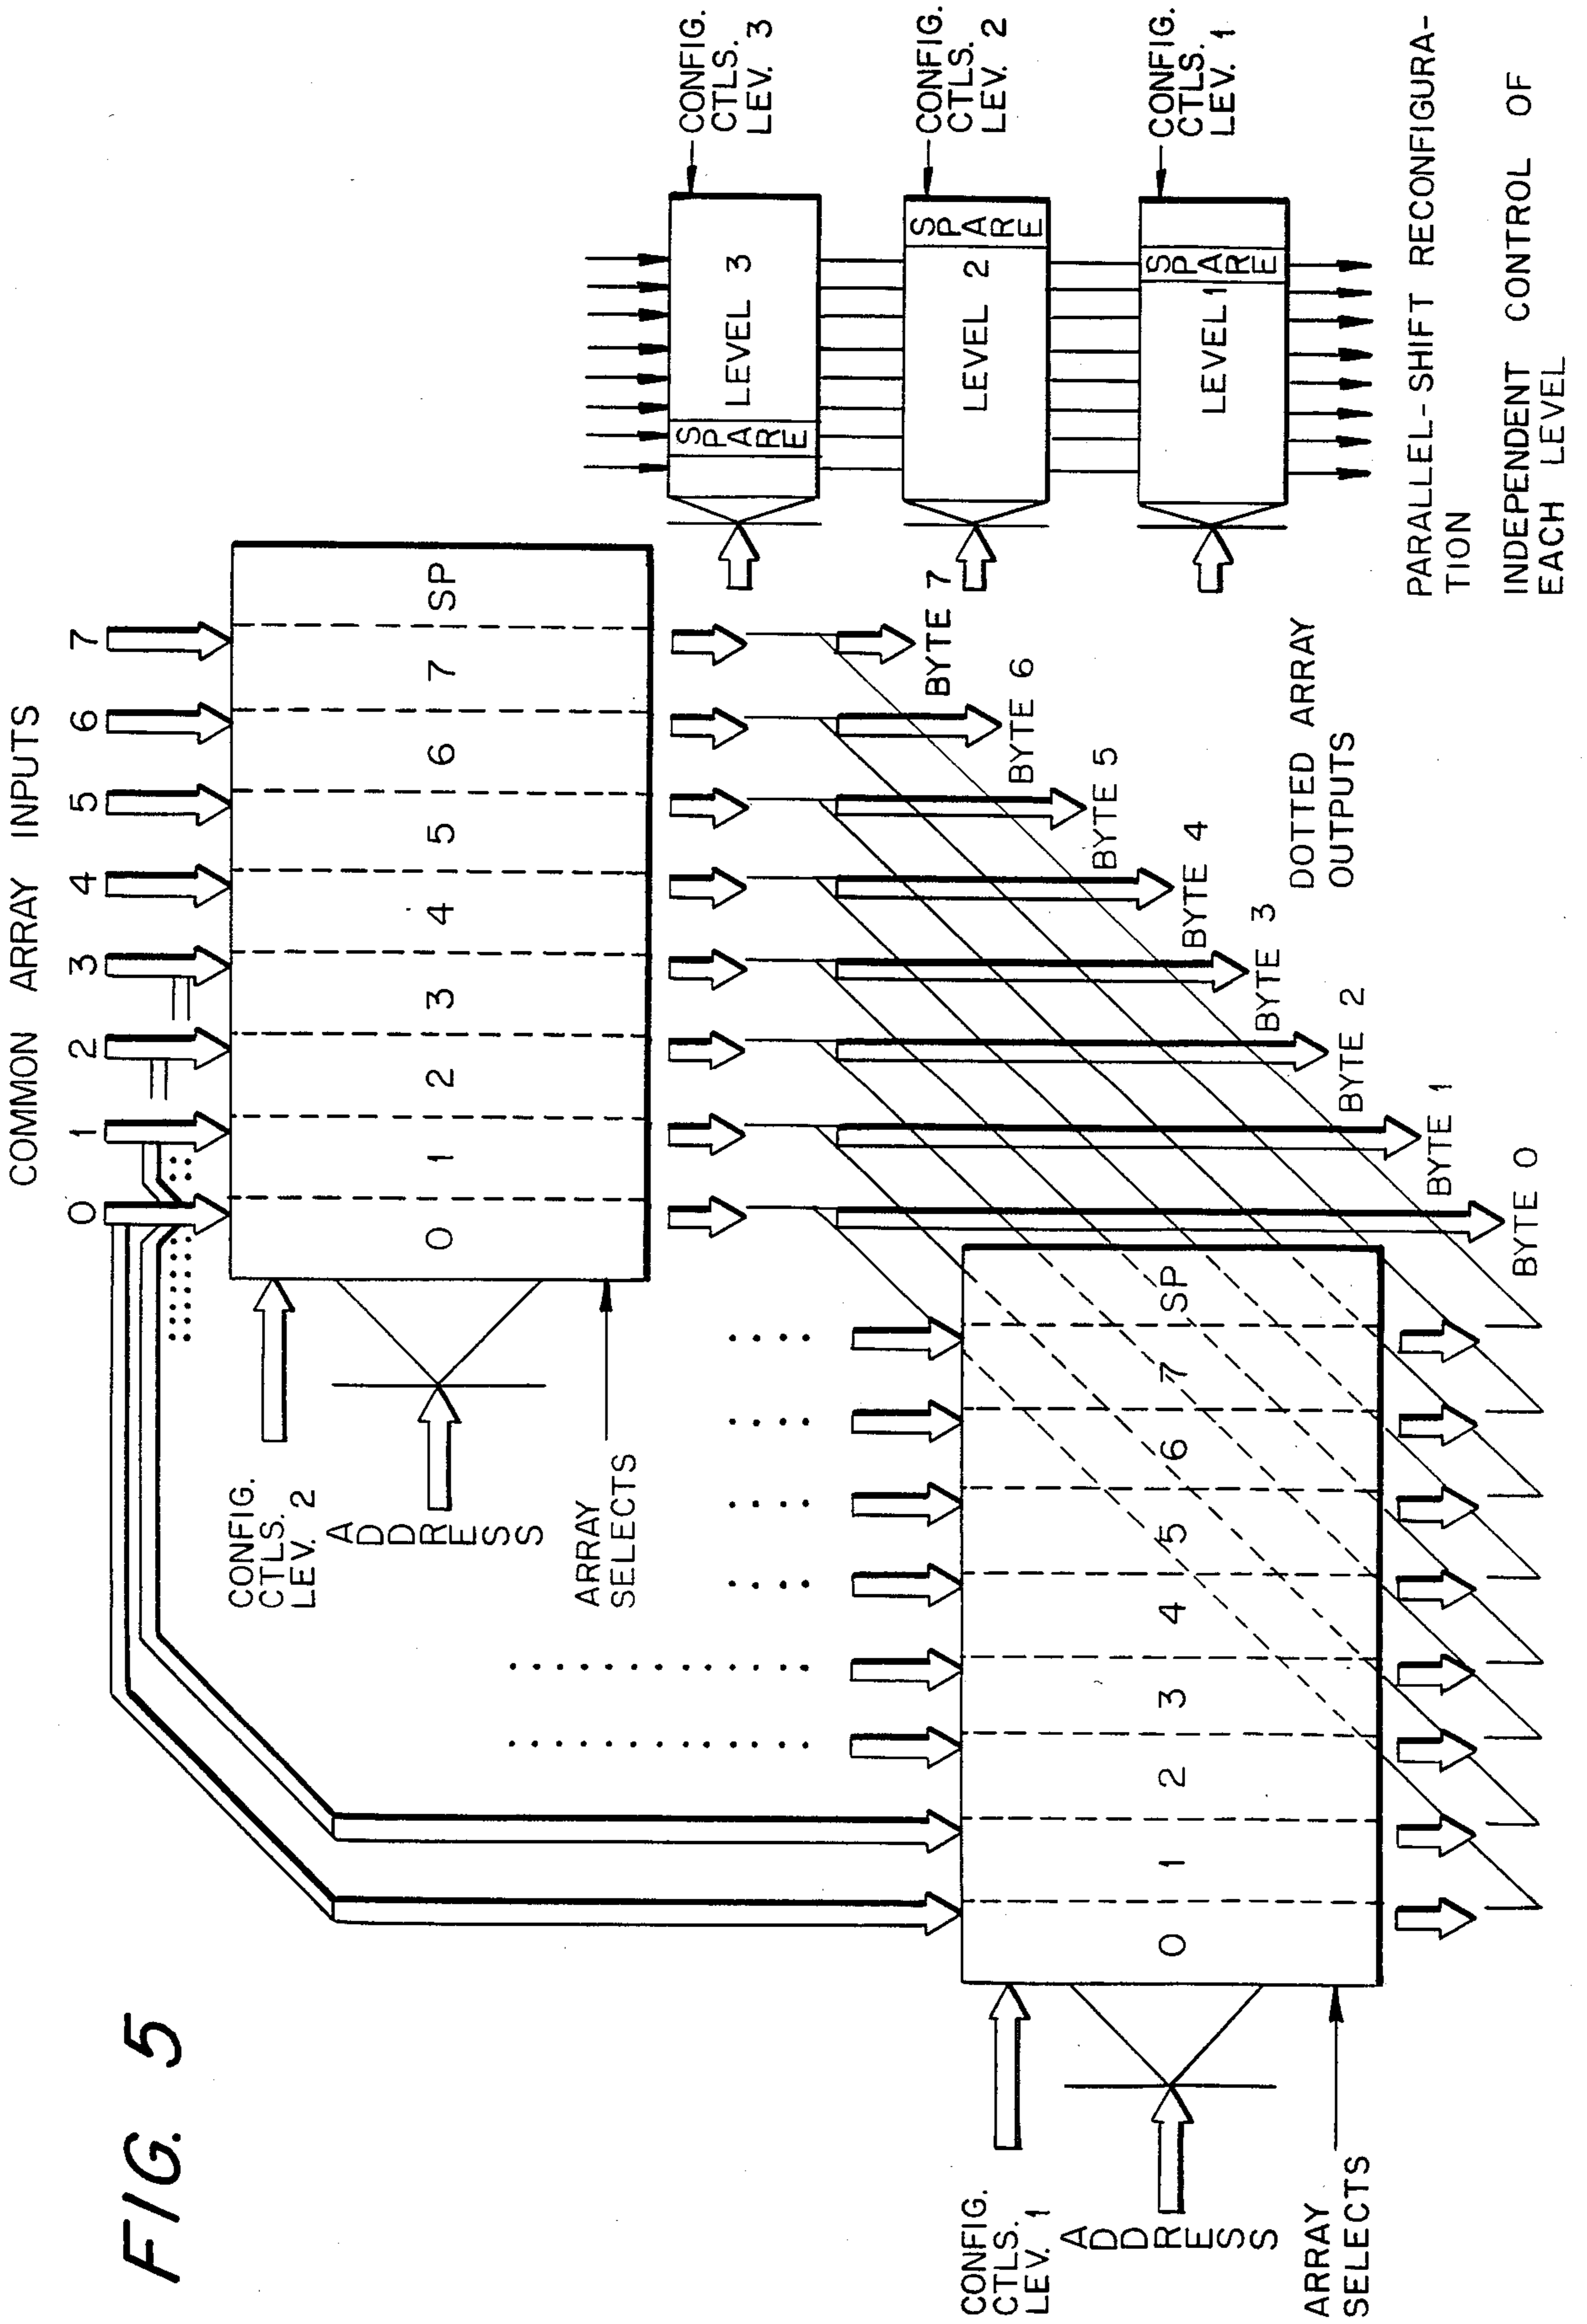 FIG. 5
COMMON ARRAY INPUTS
0 1 2 3 4 5 6 7
CONFIG.
CTLS.
LEV. 2
ADDRESS
ARRAY
SELECTS
0 1 2 3 4 5 6 7 SP
CONFIG.
CTLS.
LEV. 1
ADDRESS
ARRAY
SELECTS
0 1 2 3 4 5 6 7 SP
BYTE 0
BYTE 1
BYTE 2
BYTE 3
BYTE 4
BYTE 5
BYTE 6
BYTE 7
DOTTED ARRAY
OUTPUTS
SPARE
LEVEL 3
CONFIG.
CTLS.
LEV. 3
LEVEL 2
SPARE
CONFIG.
CTLS.
LEV. 2
LEVEL 1
SPARE
CONFIG.
CTLS.
LEV. 1
PARALLEL-SHIFT RECONFIGURA-
TION
INDEPENDENT CONTROL OF
EACH LEVEL